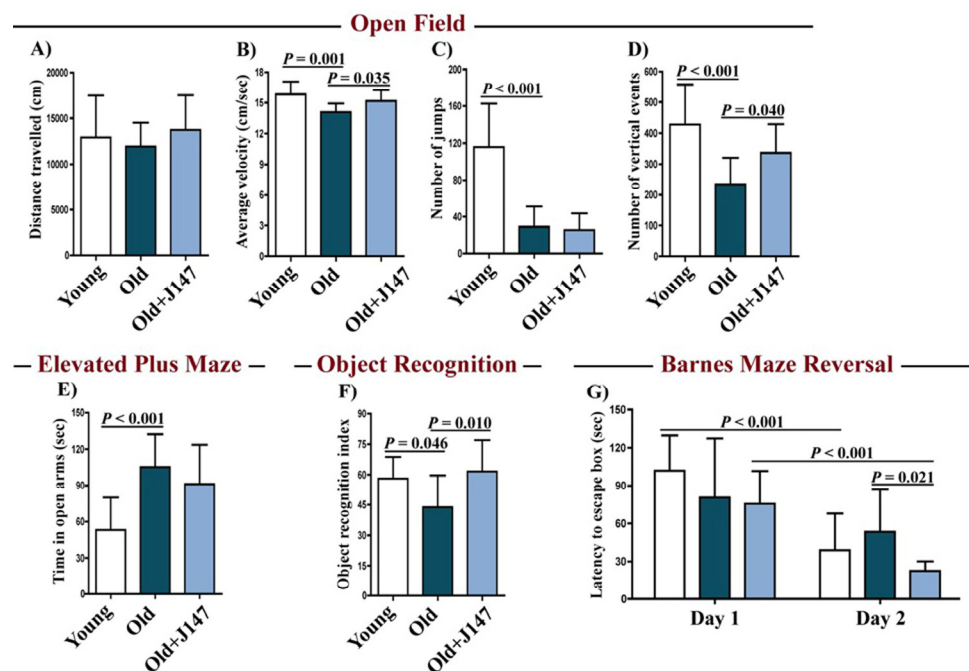 Open Field
A)
Distance travelled (cm)
20000
15000
10000
5000
0
Young
Old
Old+J147
B)
P = 0.001
P = 0.035
Average velocity (cm/sec)
18
15
12
9
6
3
0
Young
Old
Old+J147
C)
P < 0.001
Number of jumps
200
160
120
80
40
0
Young
Old
Old+J147
D)
P < 0.001
P = 0.040
Number of vertical events
600
500
400
300
200
100
0
Young
Old
Old+J147
Elevated Plus Maze
E)
P < 0.001
Time in open arms (sec)
150
120
90
60
30
0
Young
Old
Old+J147
Object Recognition
F)
P = 0.010
P = 0.046
Object recognition index
90
75
60
45
30
15
0
Young
Old
Old+J147
Barnes Maze Reversal
G)
P < 0.001
P < 0.001
P = 0.021
Latency to escape box (sec)
150
120
90
60
30
0
Day 1
Day 2